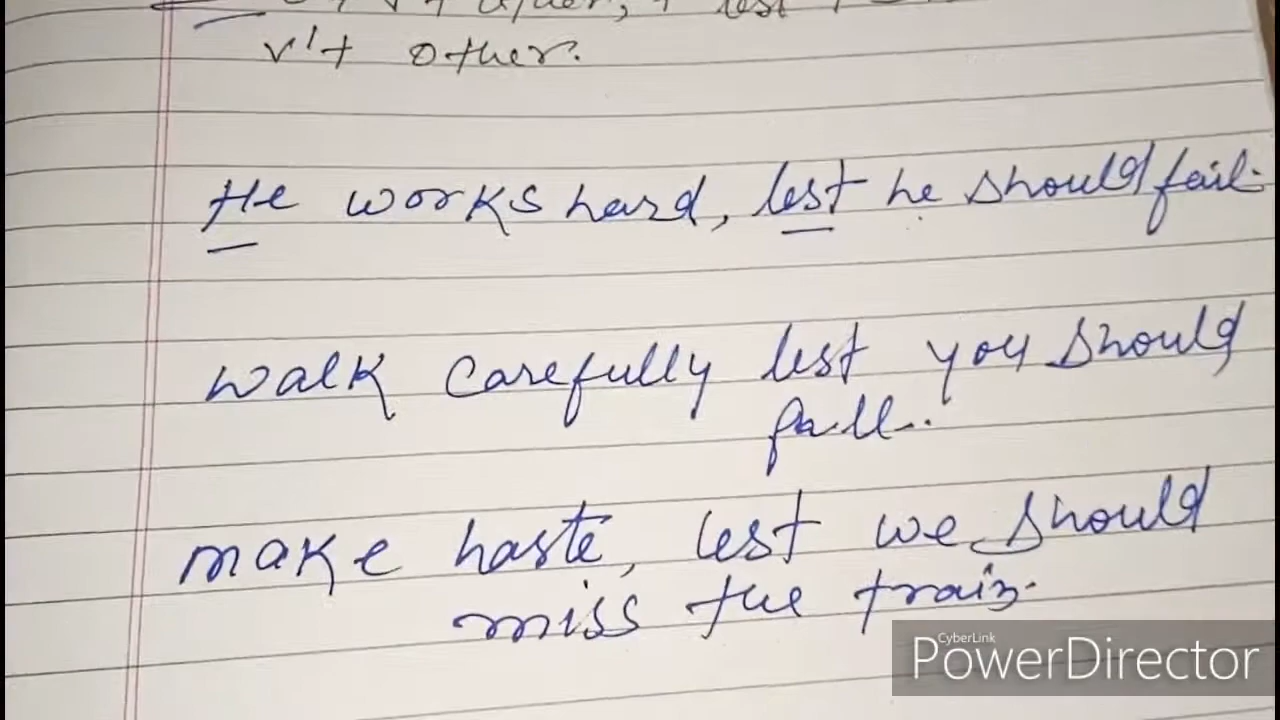 v't other.
He works hard, lest he should fail.
walk carefully lest you should
fall.
make haste, lest we should
miss the train.
CyberLink
PowerDirector